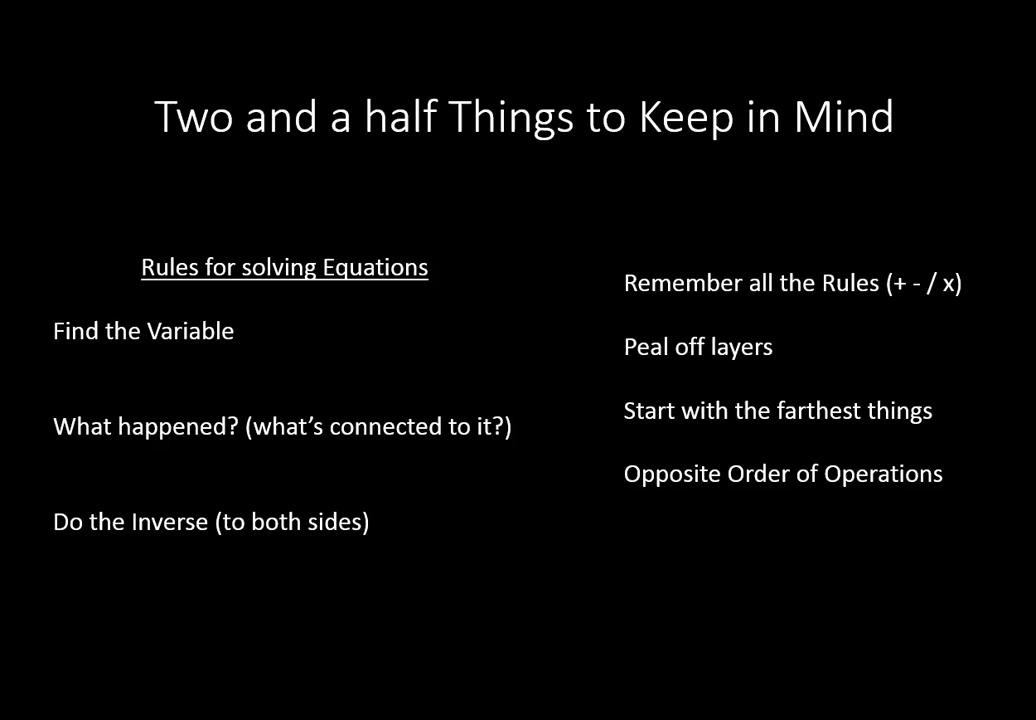 Two and a half Things to Keep in Mind
Rules for solving Equations
Find the Variable
What happened? (what's connected to it?)
Do the Inverse (to both sides)
Remember all the Rules (+ - / x)
Peal off layers
Start with the farthest things
Opposite Order of Operations